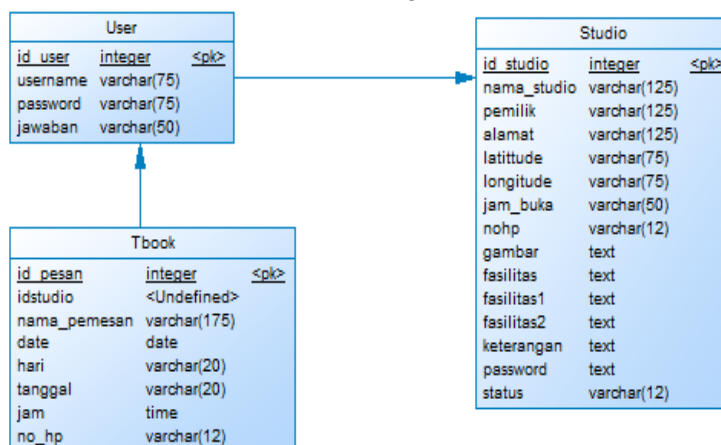 User
id_user integer <pk>
username varchar(75)
password varchar(75)
jawaban varchar(50)
Studio
id_studio integer <pk>
nama_studio varchar(125)
pemilik varchar(125)
alamat varchar(125)
latittude varchar(75)
longitude varchar(75)
jam_buka varchar(50)
nohp varchar(12)
gambar text
fasilitas text
fasilitas1 text
fasilitas2 text
keterangan text
password text
status varchar(12)
Tbook
id_pesan integer <pk>
idstudio <Undefined>
nama_pemesan varchar(175)
date date
hari varchar(20)
tanggal varchar(20)
jam time
no_hp varchar(12)